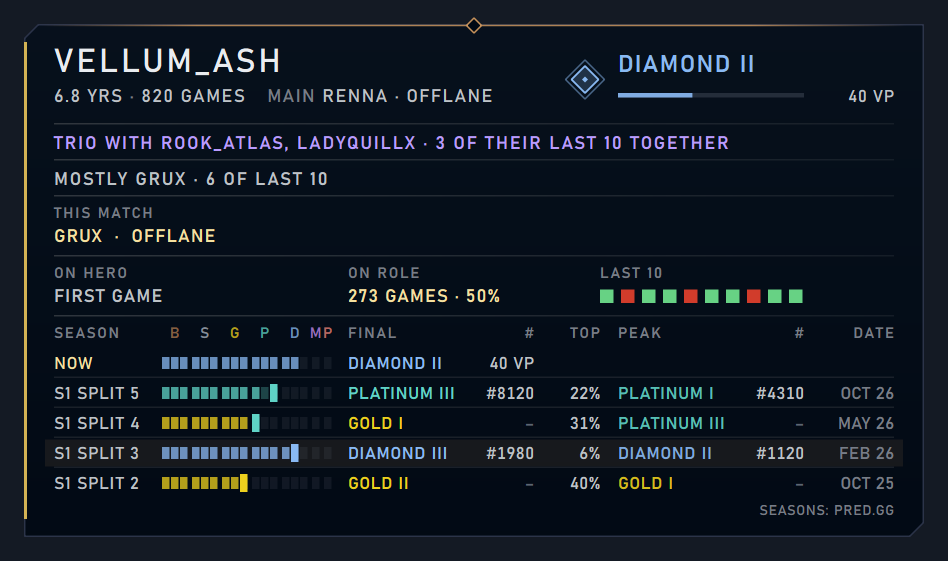 VELLUM_ASH
DIAMOND II
6.8 YRS · 820 GAMES MAIN RENNA · OFFLANE
40 VP
TRIO WITH ROOK_ATLAS, LADYQUILLX · 3 OF THEIR LAST 10 TOGETHER
MOSTLY GRUX · 6 OF LAST 10
THIS MATCH
GRUX · OFFLANE
ON HERO ON ROLE LAST 10
FIRST GAME 273 GAMES · 50%
SEASON B S G P D MP FINAL # TOP PEAK # DATE
NOW DIAMOND II 40 VP
S1 SPLIT 5 PLATINUM III #8120 22% PLATINUM I #4310 OCT 26
S1 SPLIT 4 GOLD I – 31% PLATINUM III – MAY 26
S1 SPLIT 3 DIAMOND III #1980 6% DIAMOND II #1120 FEB 26
S1 SPLIT 2 GOLD II – 40% GOLD I – OCT 25
SEASONS: PRED.GG